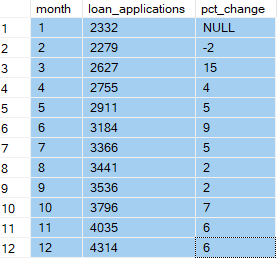 month loan_applications pct_change
1 1 2332 NULL
2 2 2279 -2
3 3 2627 15
4 4 2755 4
5 5 2911 5
6 6 3184 9
7 7 3366 5
8 8 3441 2
9 9 3536 2
10 10 3796 7
11 11 4035 6
12 12 4314 6